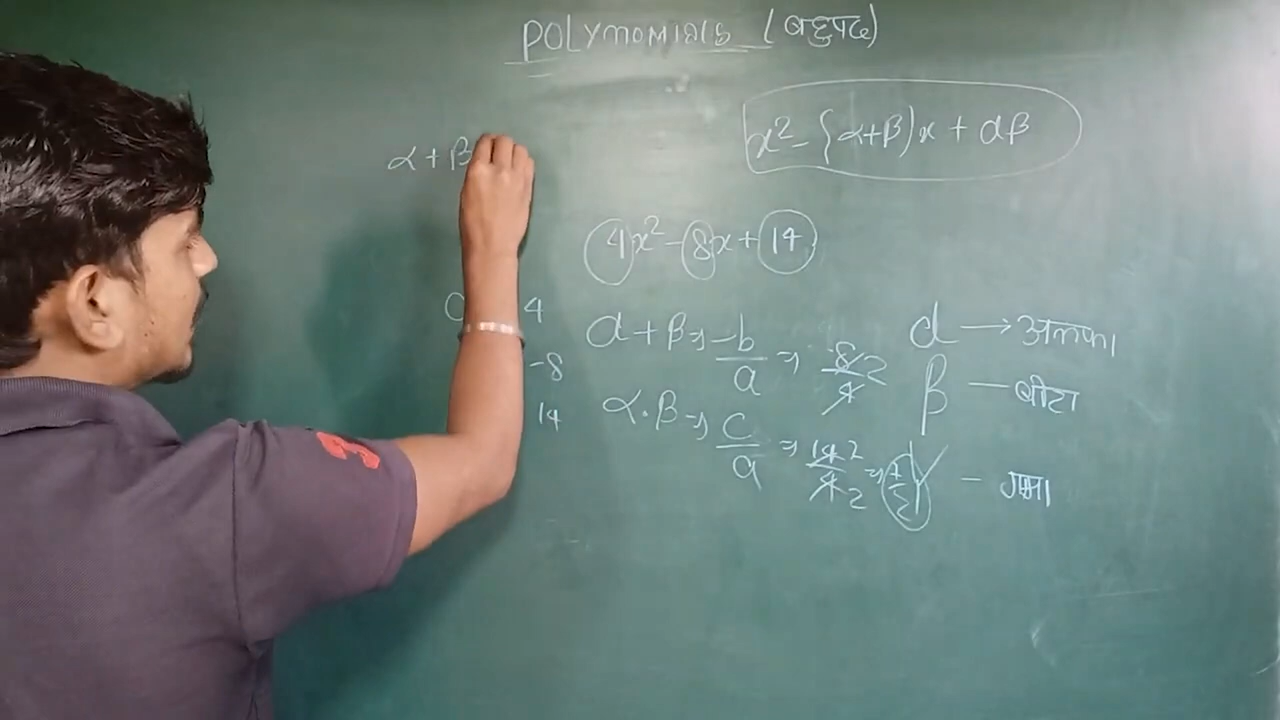 POLYNOMIALS (बहुपद)
x² - {α+β)x + αβ
α + β
4x² - 8x + 14
4
α + β ⇒ -b/a ⇒ -8/4 2
α → अल्फा
-8
β — बीटा
14
α . β ⇒ c/a ⇒ 14/4 2 = 7/2
— गामा